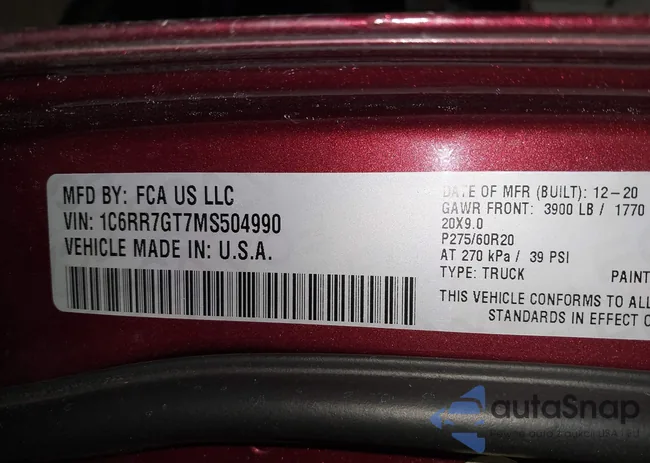 MFD BY: FCA US LLC
VIN: 1C6RR7GT7MS504990
VEHICLE MADE IN: U.S.A.
DATE OF MFR (BUILT): 12-20
GAWR FRONT: 3900 LB / 1770
20X9.0
P275/60R20
AT 270 kPa / 39 PSI
TYPE: TRUCK
PAINT
THIS VEHICLE CONFORMS TO ALL
STANDARDS IN EFFECT O
autaSnap